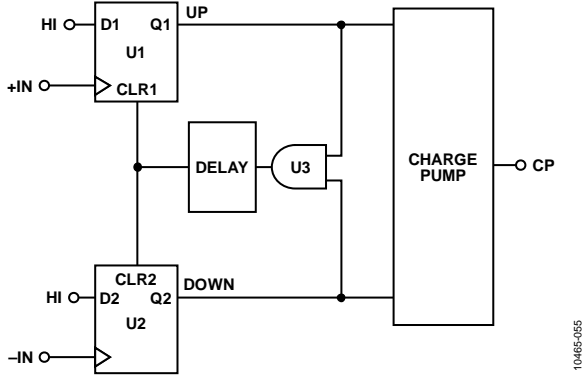 UP
HI D1 Q1
U1
+IN
CLR1
DELAY
U3
CHARGE
PUMP
CP
CLR2
DOWN
HI D2 Q2
U2
–IN
10465-055